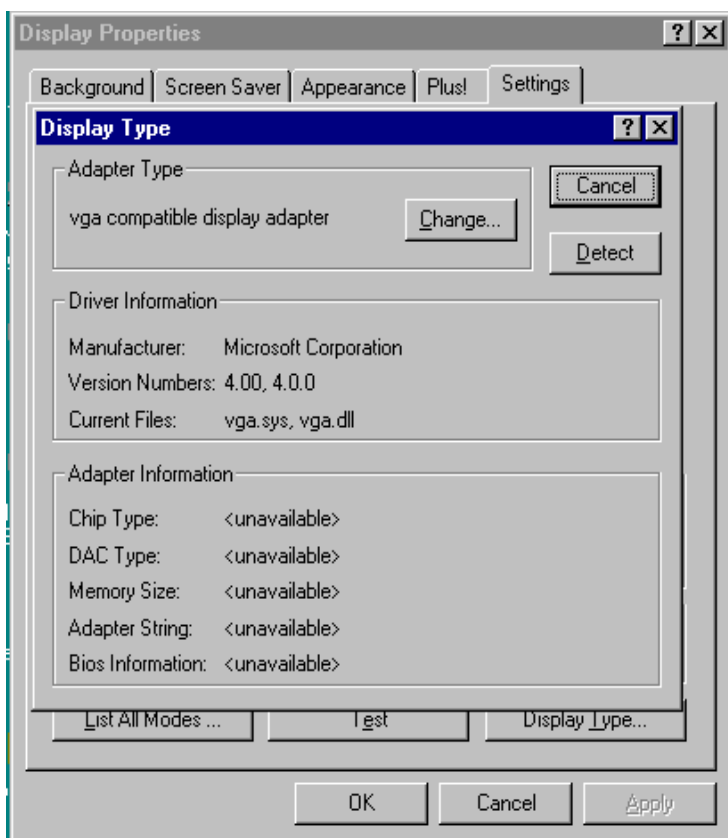 Display Properties
Background Screen Saver Appearance Plus! Settings
Display Type
Adapter Type
vga compatible display adapter
Change...
Cancel
Detect
Driver Information
Manufacturer: Microsoft Corporation
Version Numbers: 4.00, 4.0.0
Current Files: vga.sys, vga.dll
Adapter Information
Chip Type: <unavailable>
DAC Type: <unavailable>
Memory Size: <unavailable>
Adapter String: <unavailable>
Bios Information: <unavailable>
List All Modes ... Test Display Type...
OK Cancel Apply